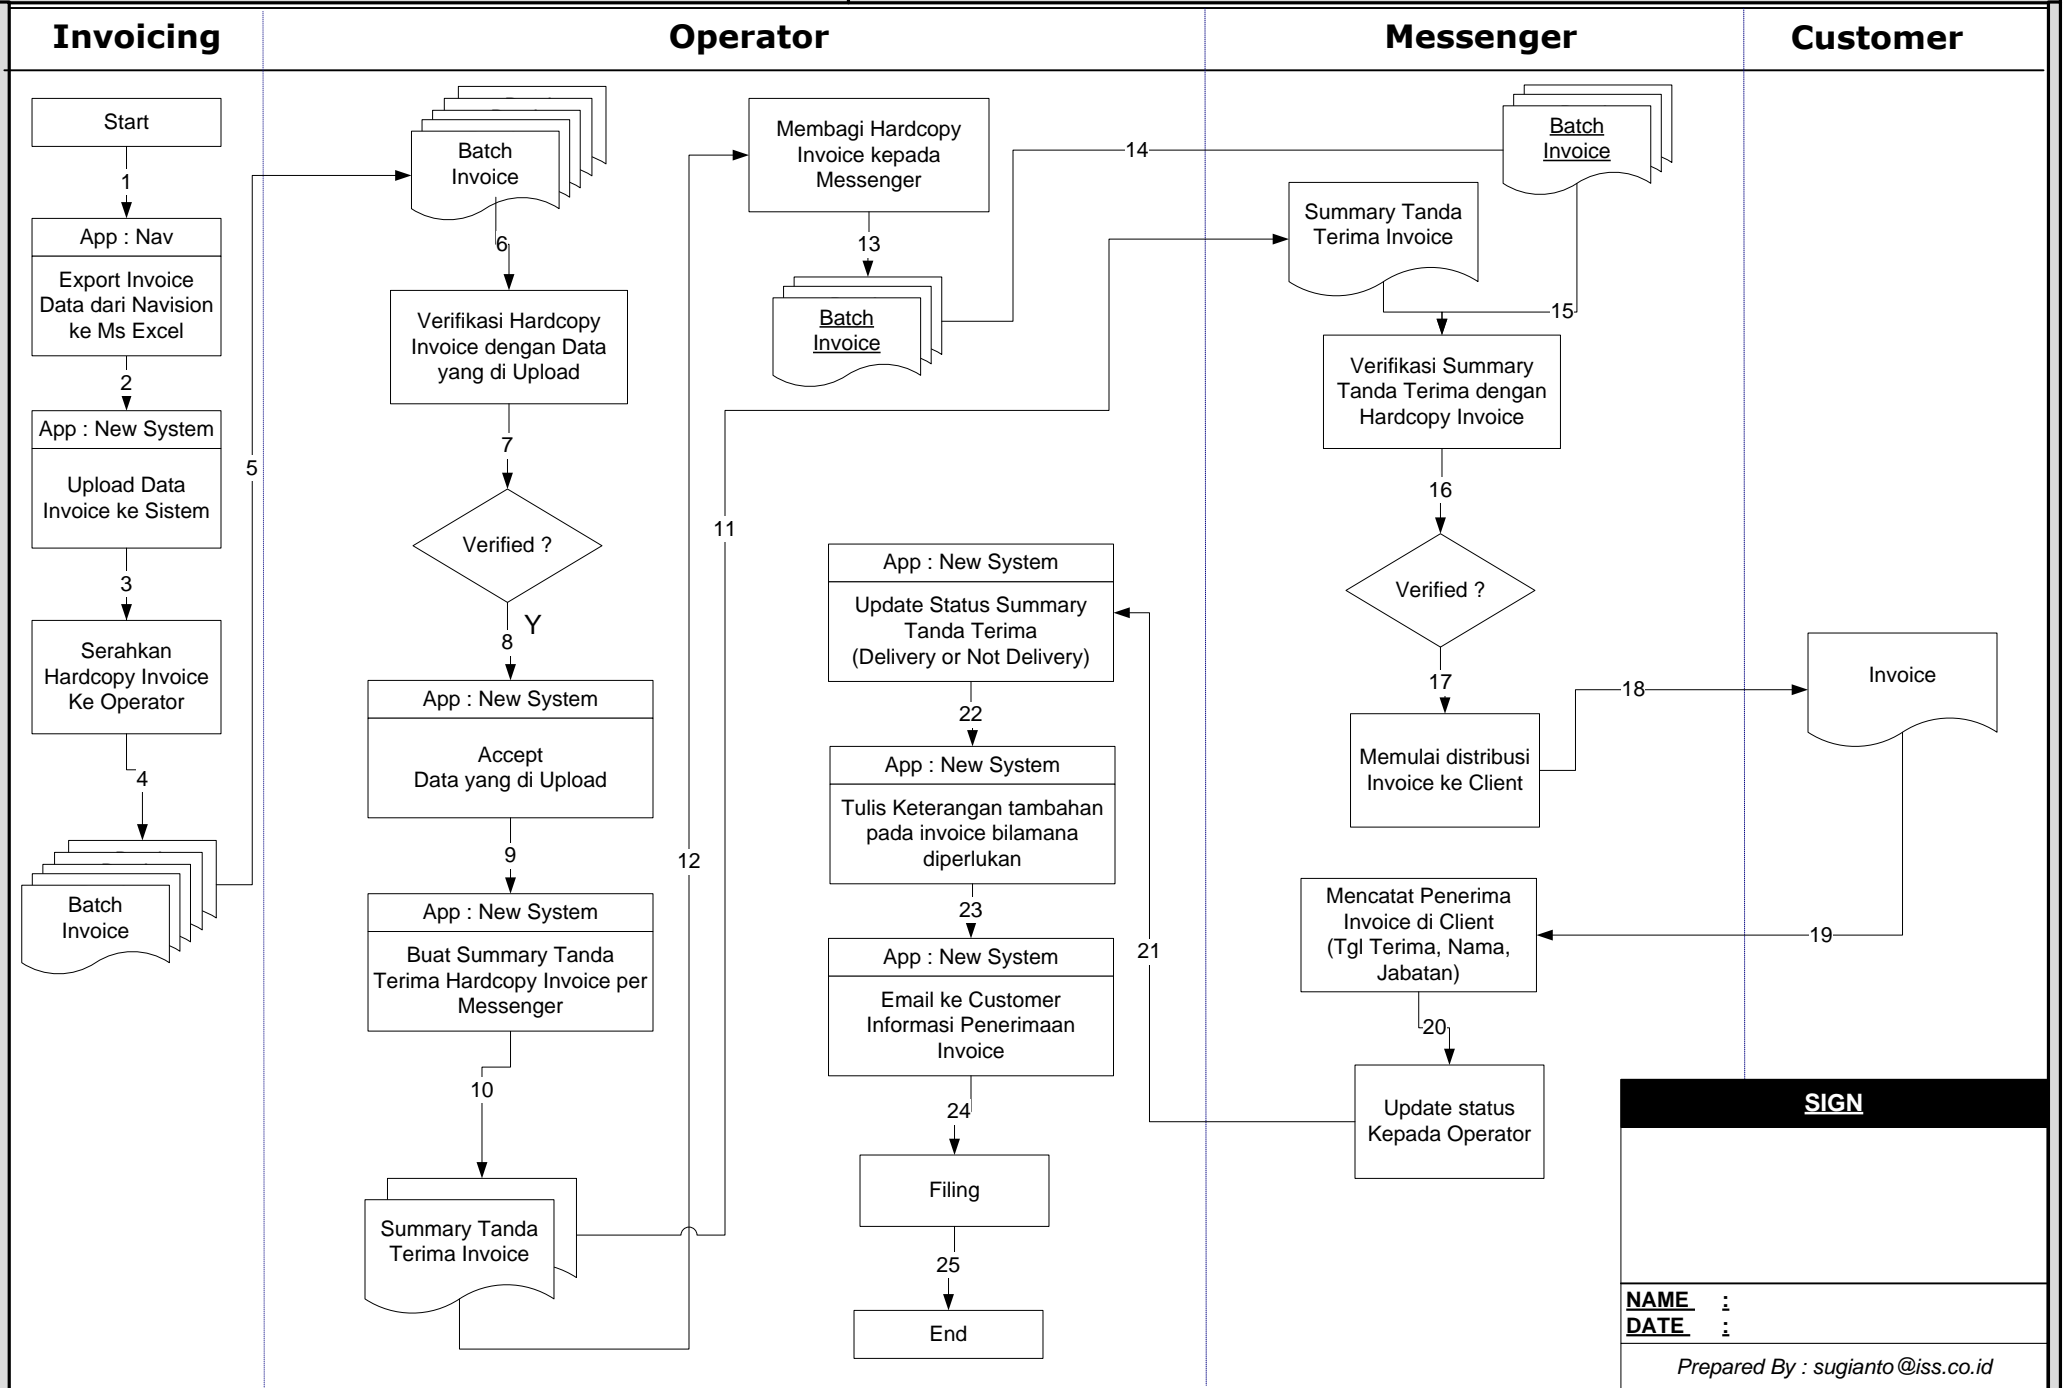 Invoicing
Operator
Messenger
Customer
Start
1
App : Nav
Export Invoice
Data dari Navision
ke Ms Excel
2
App : New System
Upload Data
Invoice ke Sistem
3
Serahkan
Hardcopy Invoice
Ke Operator
4
Batch
Invoice
5
Batch
Invoice
6
Verifikasi Hardcopy
Invoice dengan Data
yang di Upload
7
Verified ?
Y
8
App : New System
Accept
Data yang di Upload
9
App : New System
Buat Summary Tanda
Terima Hardcopy Invoice per
Messenger
10
Summary Tanda
Terima Invoice
11
12
Membagi Hardcopy
Invoice kepada
Messenger
13
Batch
Invoice
14
Batch
Invoice
Summary Tanda
Terima Invoice
15
Verifikasi Summary
Tanda Terima dengan
Hardcopy Invoice
16
Verified ?
17
Memulai distribusi
Invoice ke Client
18
Invoice
19
Mencatat Penerima
Invoice di Client
(Tgl Terima, Nama,
Jabatan)
20
Update status
Kepada Operator
21
App : New System
Update Status Summary
Tanda Terima
(Delivery or Not Delivery)
22
App : New System
Tulis Keterangan tambahan
pada invoice bilamana
diperlukan
23
App : New System
Email ke Customer
Informasi Penerimaan
Invoice
24
Filing
25
End
SIGN
NAME :
DATE :
Prepared By : sugianto@iss.co.id